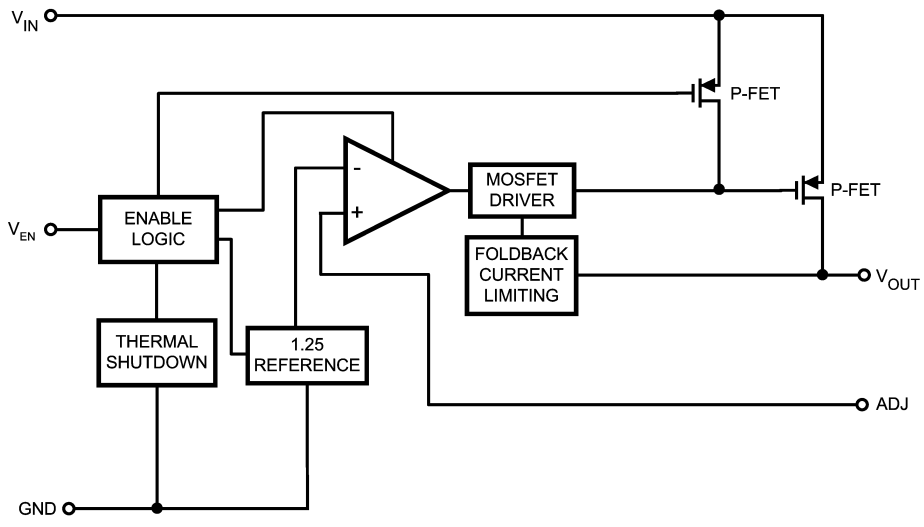 VIN
P-FET
P-FET
-
+
MOSFET
DRIVER
ENABLE
LOGIC
VEN
FOLDBACK
CURRENT
LIMITING
VOUT
THERMAL
SHUTDOWN
1.25
REFERENCE
ADJ
GND